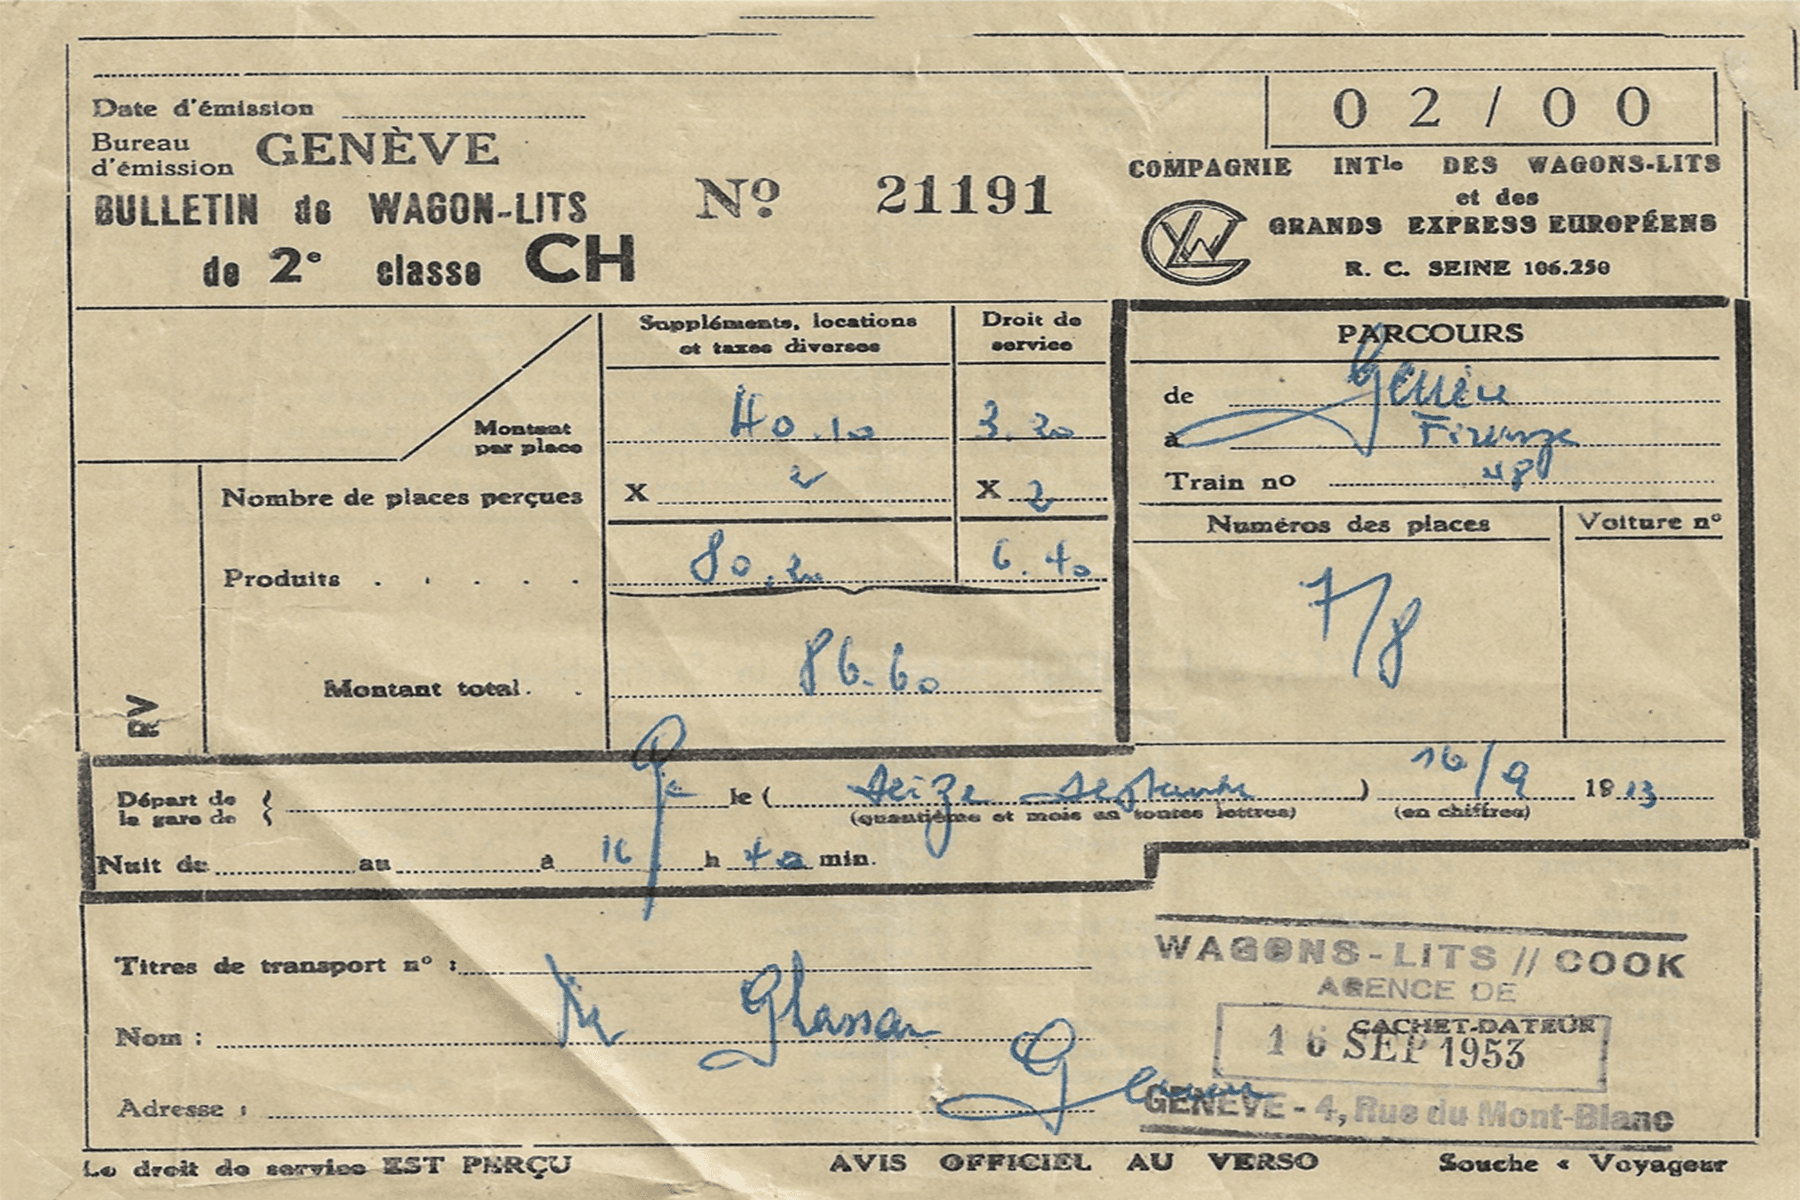 Date d'émission
02/00
Bureau d'émission GENÈVE
COMPAGNIE INTle DES WAGONS-LITS
et des
GRANDS EXPRESS EUROPÉENS
R. C. SEINE 106.250
BULLETIN de WAGON-LITS
de 2e classe CH
No 21191
Suppléments, locations et taxes diverses
Droit de service
Montant par place 40.10 3.20
Nombre de places perçues X 2 X 2
Produits 80.20 6.40
Montant total 86.60
RV
PARCOURS
de Genève
à Firenze
Train no
Numéros des places
Voiture n°
7/8
Départ de la gare de Ge le ( seize septembre ) 16/9
(quantième et mois en toutes lettres) (en chiffres)
Nuit du au à 16 h 40 min.
Titres de transport n° :
Nom :
Adresse :
WAGONS-LITS // COOK
AGENCE DE
CACHET-DATEUR
16 SEP 1953
GENÈVE - 4, Rue du Mont-Blanc
Le droit de service EST PERÇU
AVIS OFFICIEL AU VERSO
Souche « Voyageur